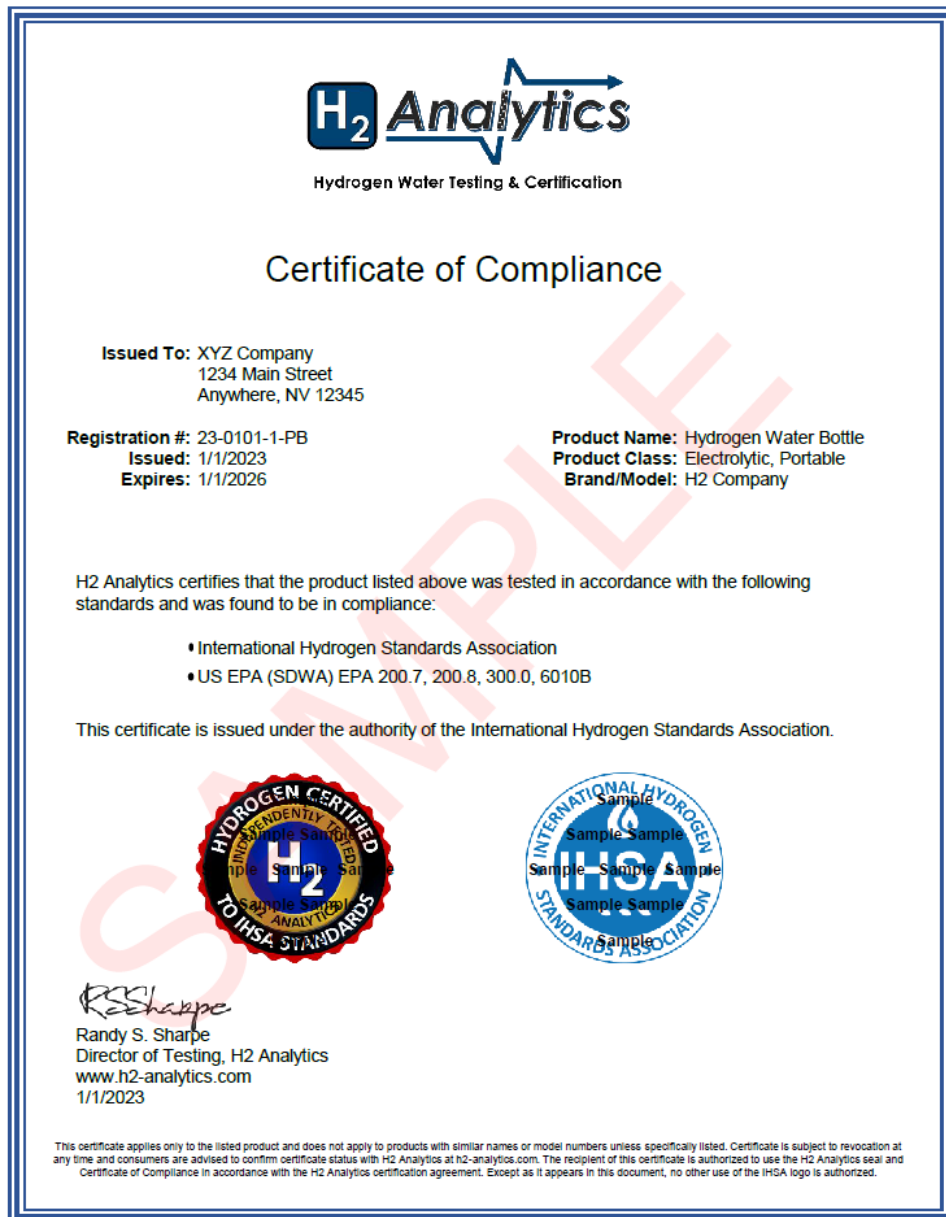 H2 Analytics
Hydrogen Water Testing & Certification
Certificate of Compliance
Issued To: XYZ Company
1234 Main Street
Anywhere, NV 12345
Registration #: 23-0101-1-PB
Issued: 1/1/2023
Expires: 1/1/2026
Product Name: Hydrogen Water Bottle
Product Class: Electrolytic, Portable
Brand/Model: H2 Company
H2 Analytics certifies that the product listed above was tested in accordance with the following
standards and was found to be in compliance:
• International Hydrogen Standards Association
• US EPA (SDWA) EPA 200.7, 200.8, 300.0, 6010B
This certificate is issued under the authority of the International Hydrogen Standards Association.
SAMPLE
HYDROGEN CERTIFIED
INDEPENDENTLY TESTED
H2
H2 ANALYTICS
TO IHSA STANDARDS
Sample
Sample Sample
Sample Sample Sample
Sample Sample
Sample
INTERNATIONAL HYDROGEN
IHSA
STANDARDS ASSOCIATION
Sample
Sample Sample
Sample Sample Sample
Sample Sample
Sample
RSSharpe
Randy S. Sharpe
Director of Testing, H2 Analytics
www.h2-analytics.com
1/1/2023
This certificate applies only to the listed product and does not apply to products with similar names or model numbers unless specifically listed. Certificate is subject to revocation at
any time and consumers are advised to confirm certificate status with H2 Analytics at h2-analytics.com. The recipient of this certificate is authorized to use the H2 Analytics seal and
Certificate of Compliance in accordance with the H2 Analytics certification agreement. Except as it appears in this document, no other use of the IHSA logo is authorized.